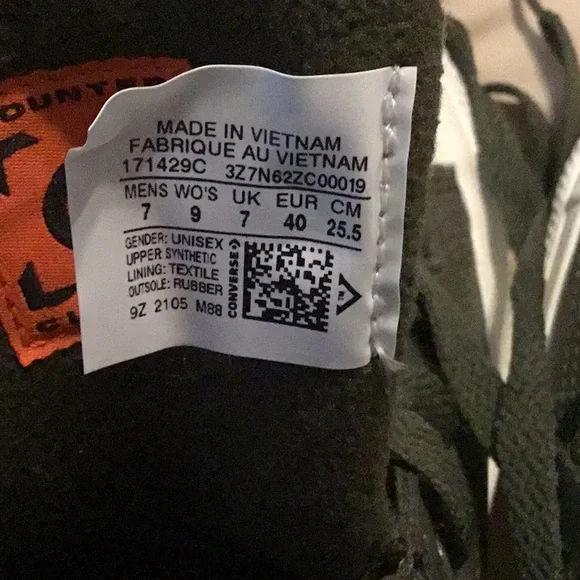 MADE IN VIETNAM
FABRIQUE AU VIETNAM
171429C 3Z7N62ZC00019
MENS WO'S UK EUR CM
7 9 7 40 25.5
GENDER: UNISEX
UPPER: SYNTHETIC
LINING: TEXTILE
OUTSOLE: RUBBER
9Z 2105 M88
CONVERSE